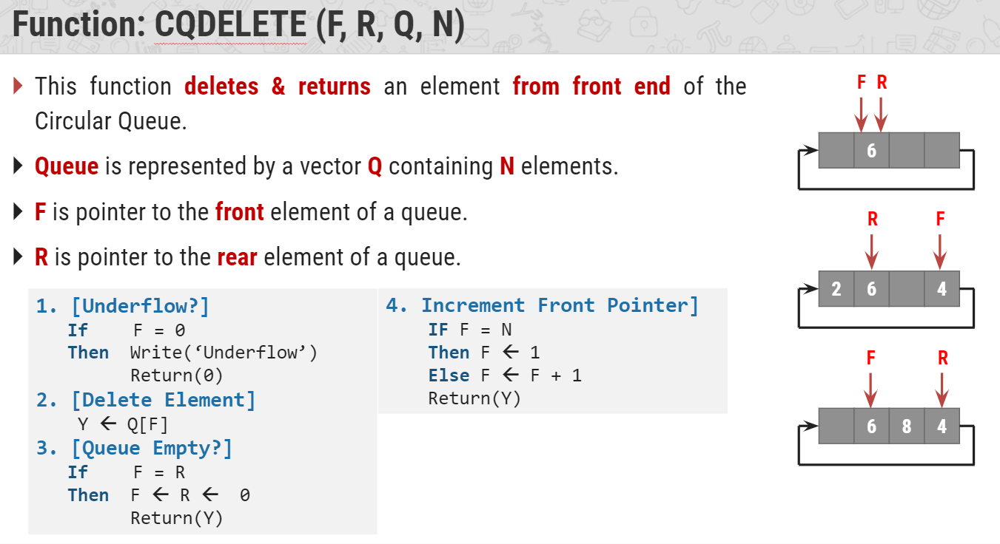 Function: CQDELETE (F, R, Q, N)
This function deletes & returns an element from front end of the
Circular Queue.
Queue is represented by a vector Q containing N elements.
F is pointer to the front element of a queue.
R is pointer to the rear element of a queue.
1. [Underflow?]
If F = 0
Then Write(‘Underflow’)
Return(0)
2. [Delete Element]
Y ← Q[F]
3. [Queue Empty?]
If F = R
Then F ← R ← 0
Return(Y)
4. Increment Front Pointer]
IF F = N
Then F ← 1
Else F ← F + 1
Return(Y)
F R
6
R F
2 6 4
F R
6 8 4